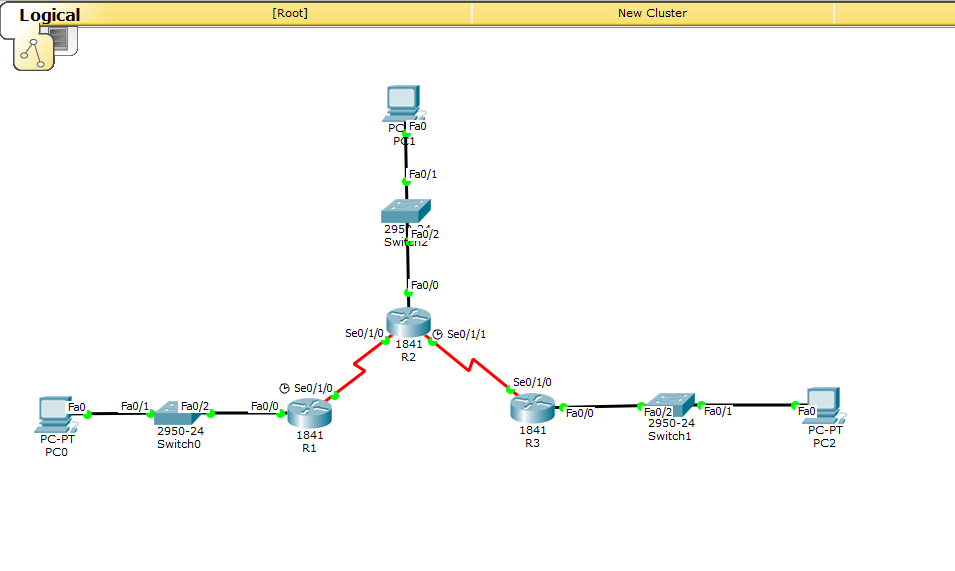 Logical
[Root]
New Cluster
Fa0
PC1
Fa0/1
Fa0/2
Switch2
Fa0/0
Se0/1/0
Se0/1/1
1841
R2
Se0/1/0
Se0/1/0
Fa0
Fa0/1
Fa0/2
Fa0/0
Fa0/0
Fa0/2
Fa0/1
Fa0
PC-PT
PC0
2950-24
Switch0
1841
R1
1841
R3
2950-24
Switch1
PC-PT
PC2